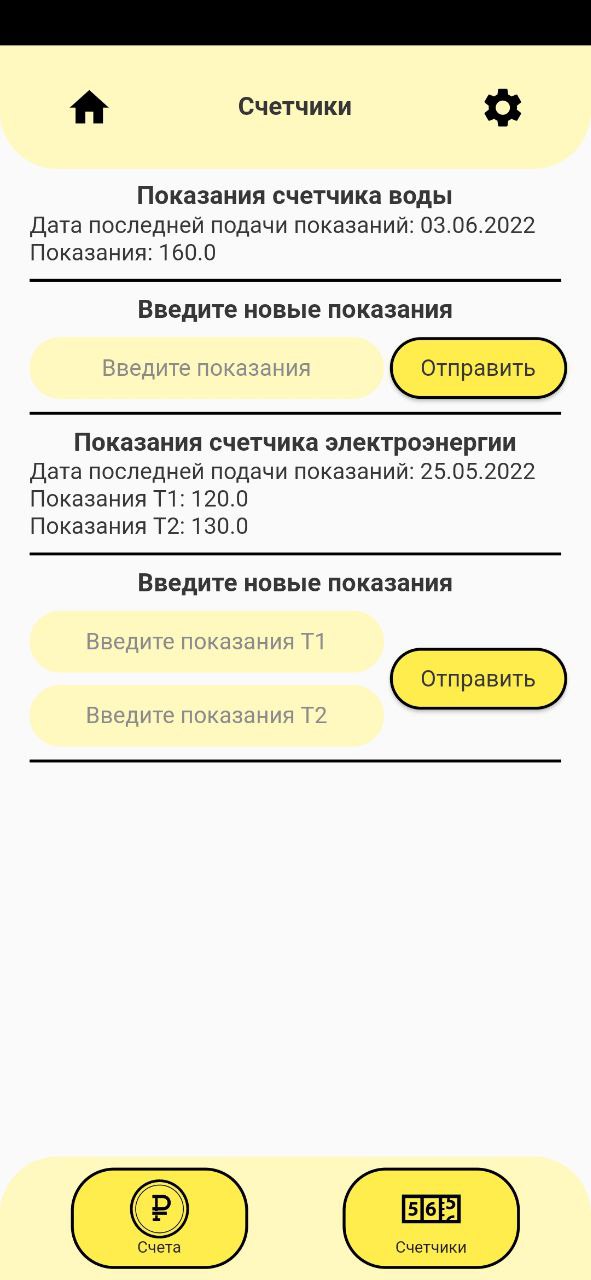 Счетчики
Показания счетчика воды
Дата последней подачи показаний: 03.06.2022
Показания: 160.0
Введите новые показания
Введите показания
Отправить
Показания счетчика электроэнергии
Дата последней подачи показаний: 25.05.2022
Показания Т1: 120.0
Показания Т2: 130.0
Введите новые показания
Введите показания Т1
Отправить
Введите показания Т2
Счета
Счетчики